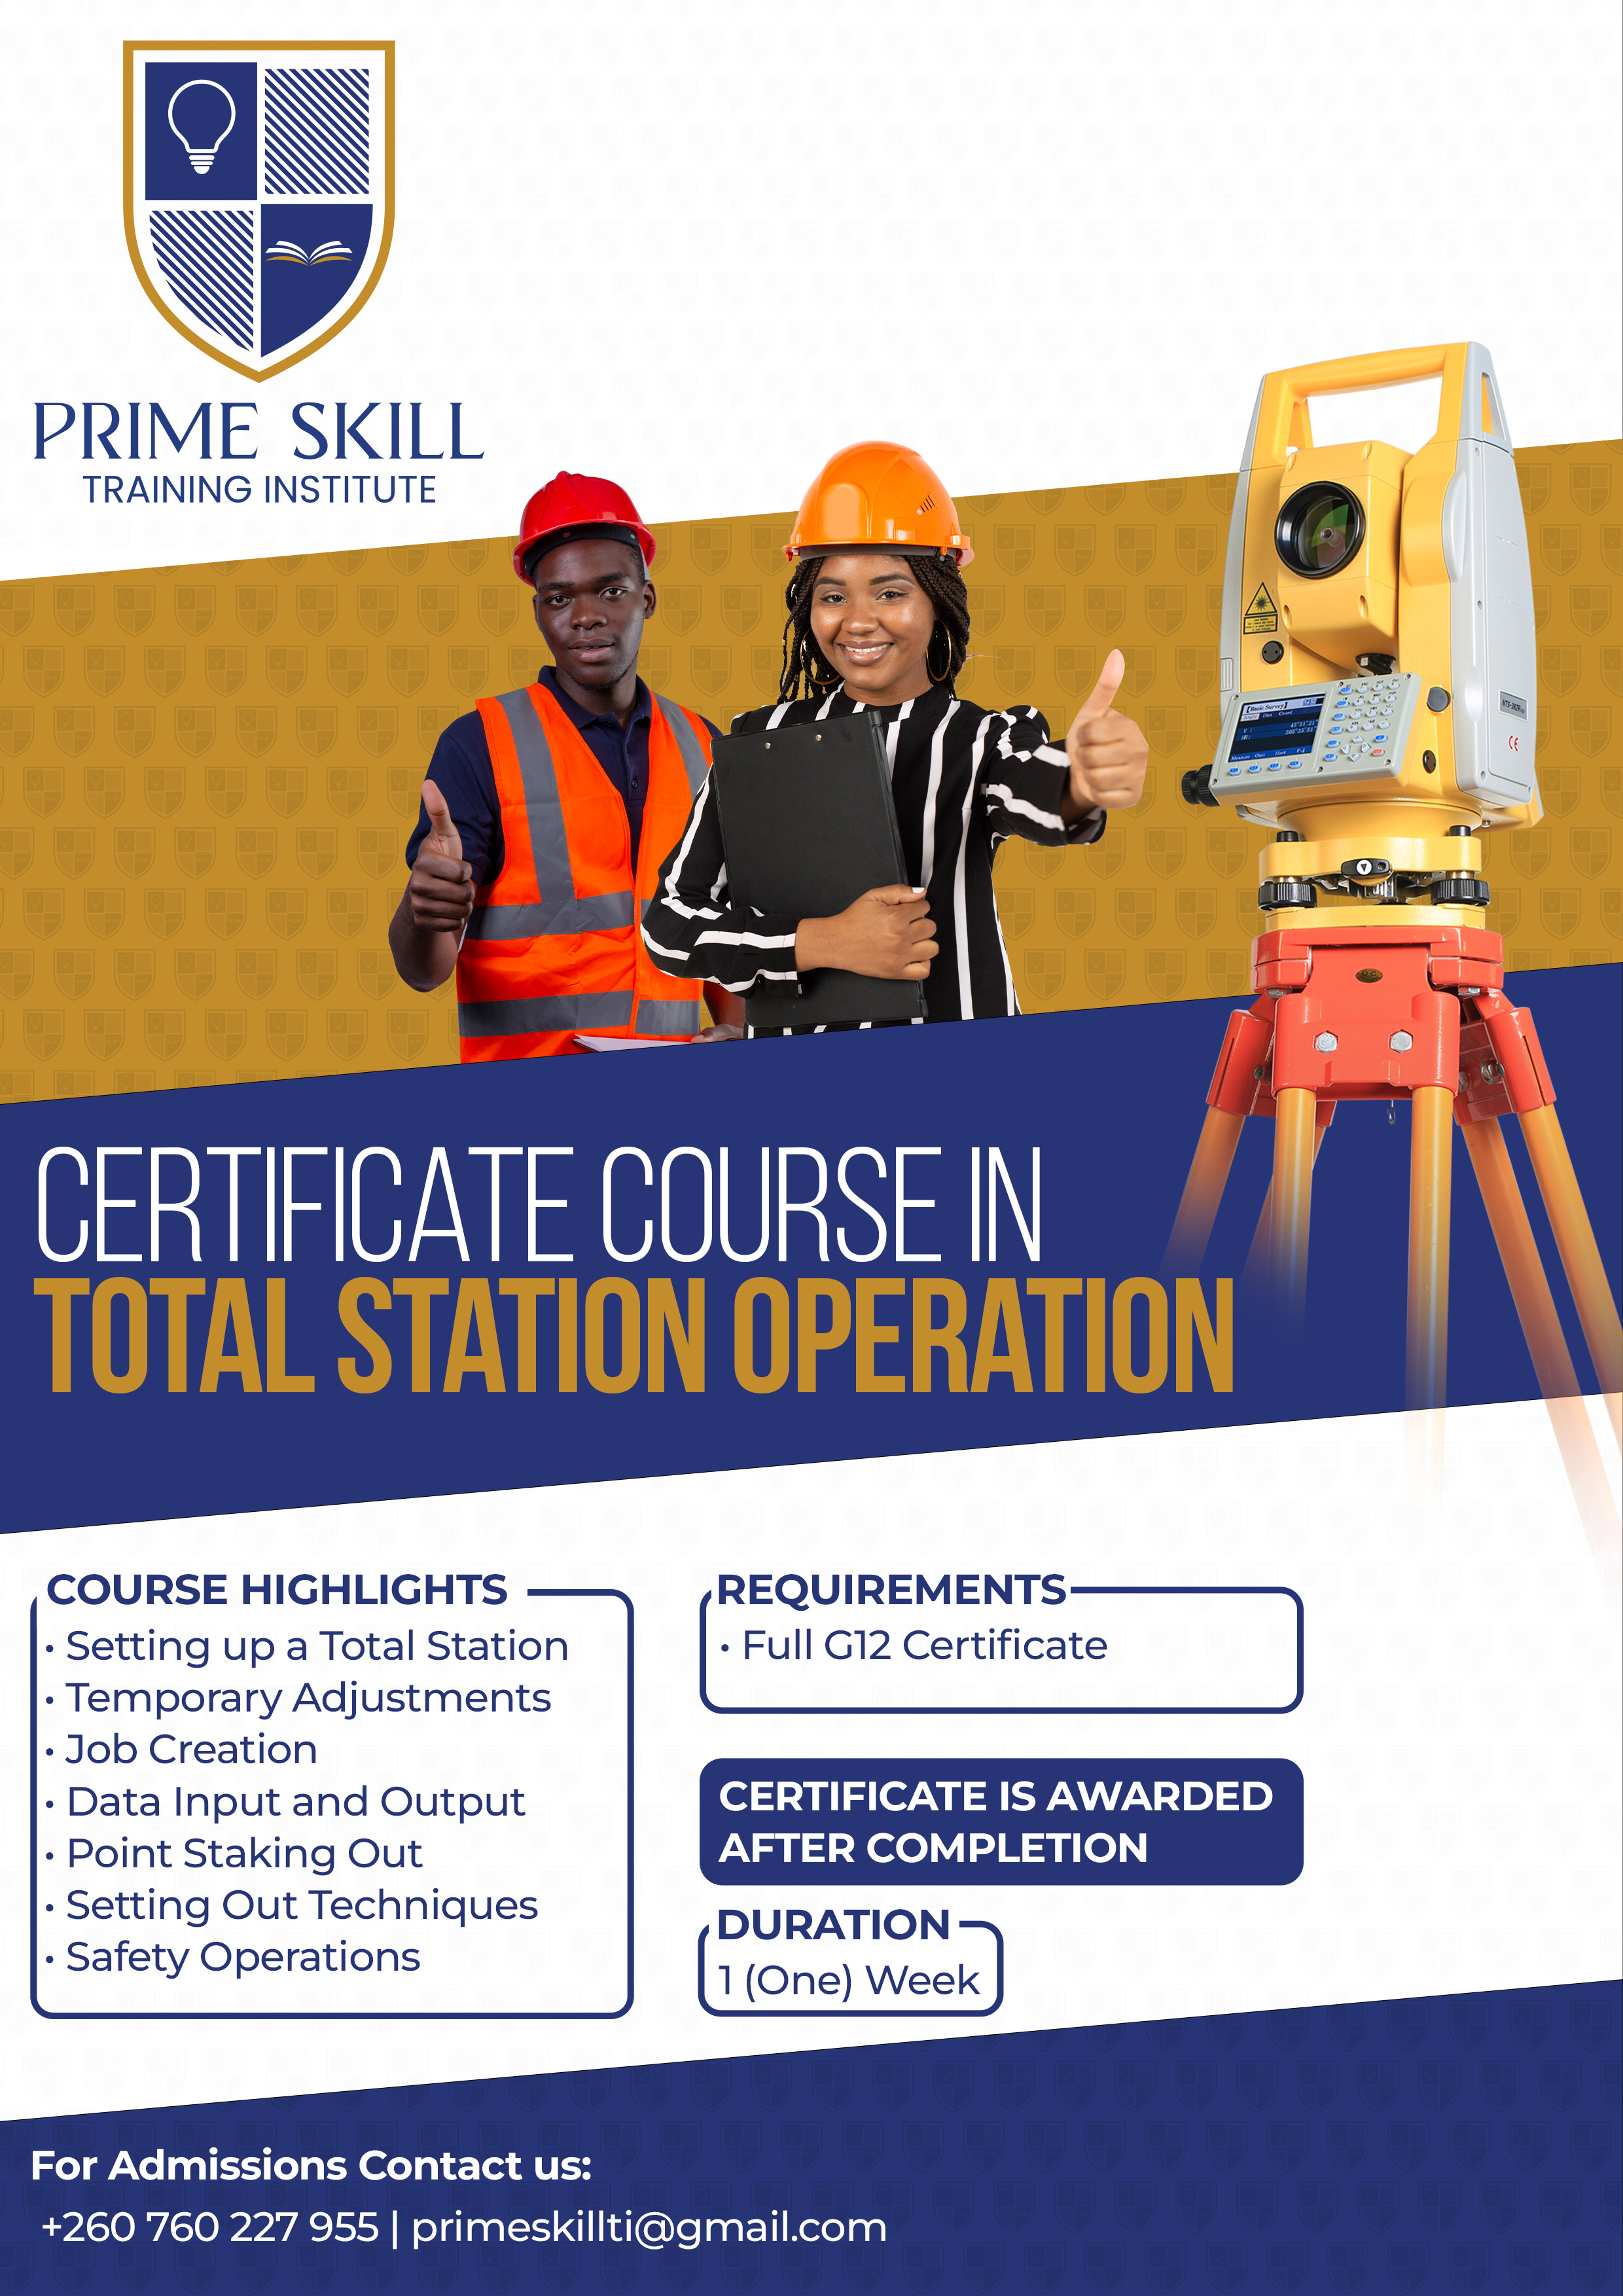 PRIME SKILL
TRAINING INSTITUTE
CERTIFICATE COURSE IN
TOTAL STATION OPERATION
COURSE HIGHLIGHTS
• Setting up a Total Station
• Temporary Adjustments
• Job Creation
• Data Input and Output
• Point Staking Out
• Setting Out Techniques
• Safety Operations
REQUIREMENTS
• Full G12 Certificate
CERTIFICATE IS AWARDED
AFTER COMPLETION
DURATION
1 (One) Week
For Admissions Contact us:
+260 760 227 955 | primeskillti@gmail.com